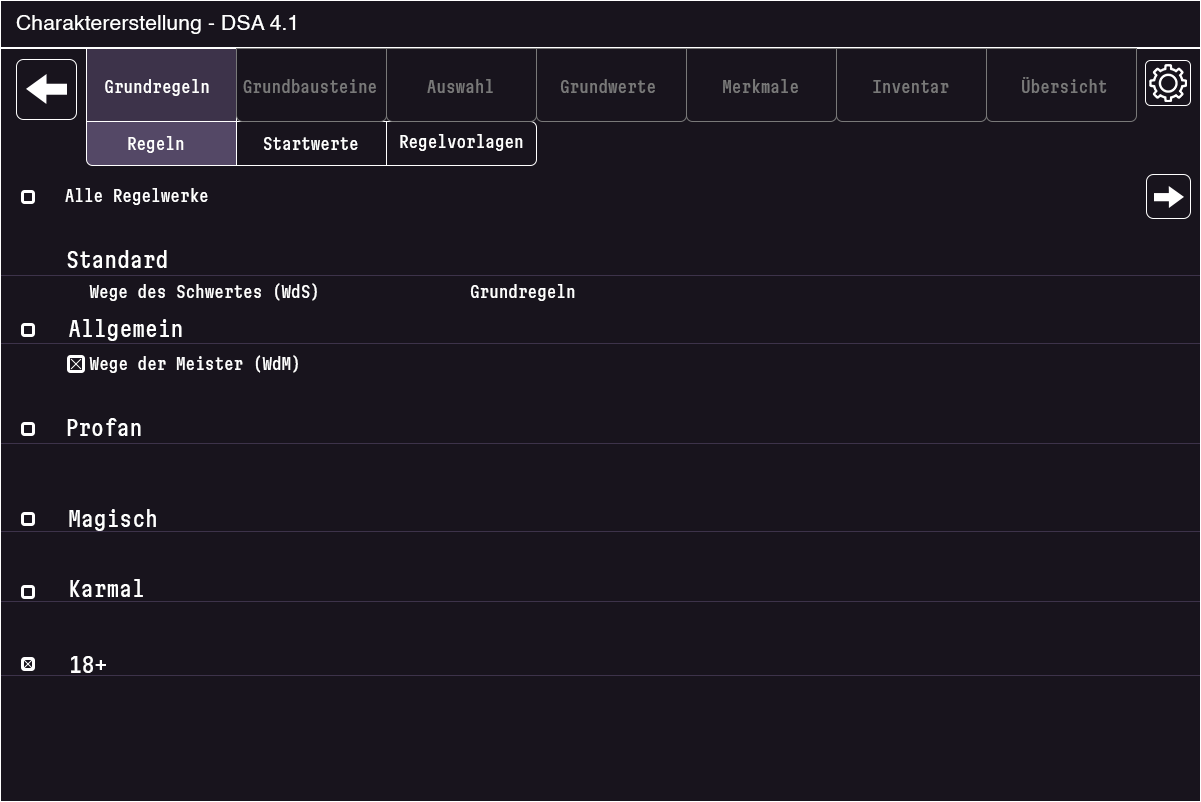 Charaktererstellung - DSA 4.1
Grundregeln Grundbausteine Auswahl Grundwerte Merkmale Inventar Übersicht
Regeln Startwerte Regelvorlagen
Alle Regelwerke
Standard
Wege des Schwertes (WdS) Grundregeln
Allgemein
Wege der Meister (WdM)
Profan
Magisch
Karmal
18+